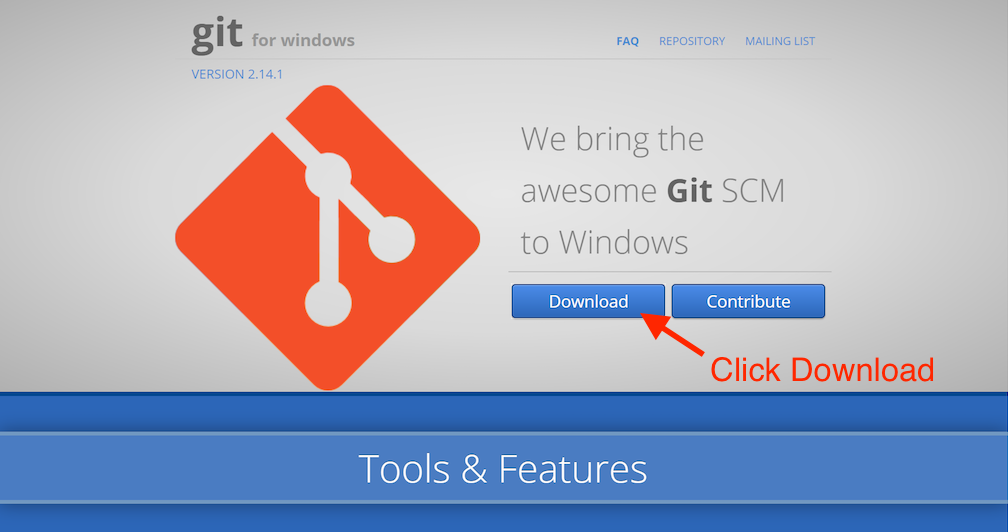 git for windows
FAQ REPOSITORY MAILING LIST
VERSION 2.14.1
We bring the
awesome Git SCM
to Windows
Download Contribute
Click Download
Tools & Features